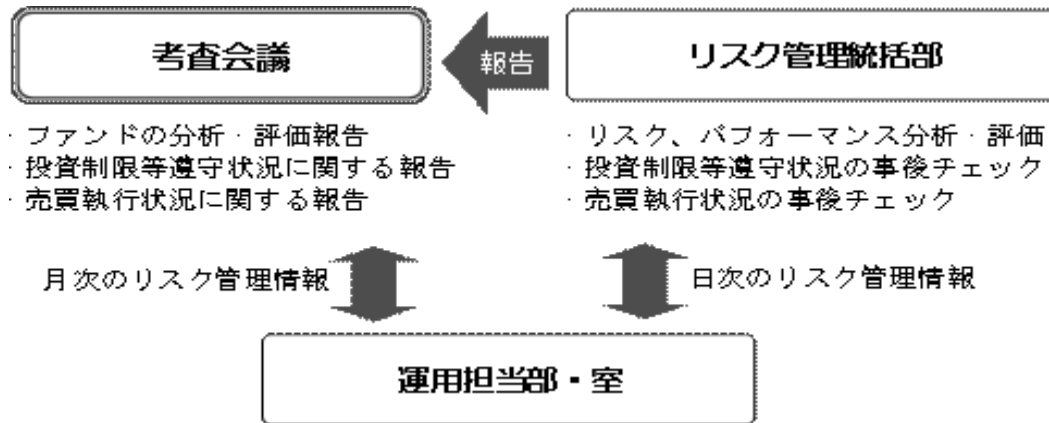 考査会議
報告
リスク管理統括部
・ファンドの分析・評価報告
・投資制限等遵守状況に関する報告
・売買執行状況に関する報告
・リスク、パフォーマンス分析・評価
・投資制限等遵守状況の事後チェック
・売買執行状況の事後チェック
月次のリスク管理情報
日次のリスク管理情報
運用担当部・室